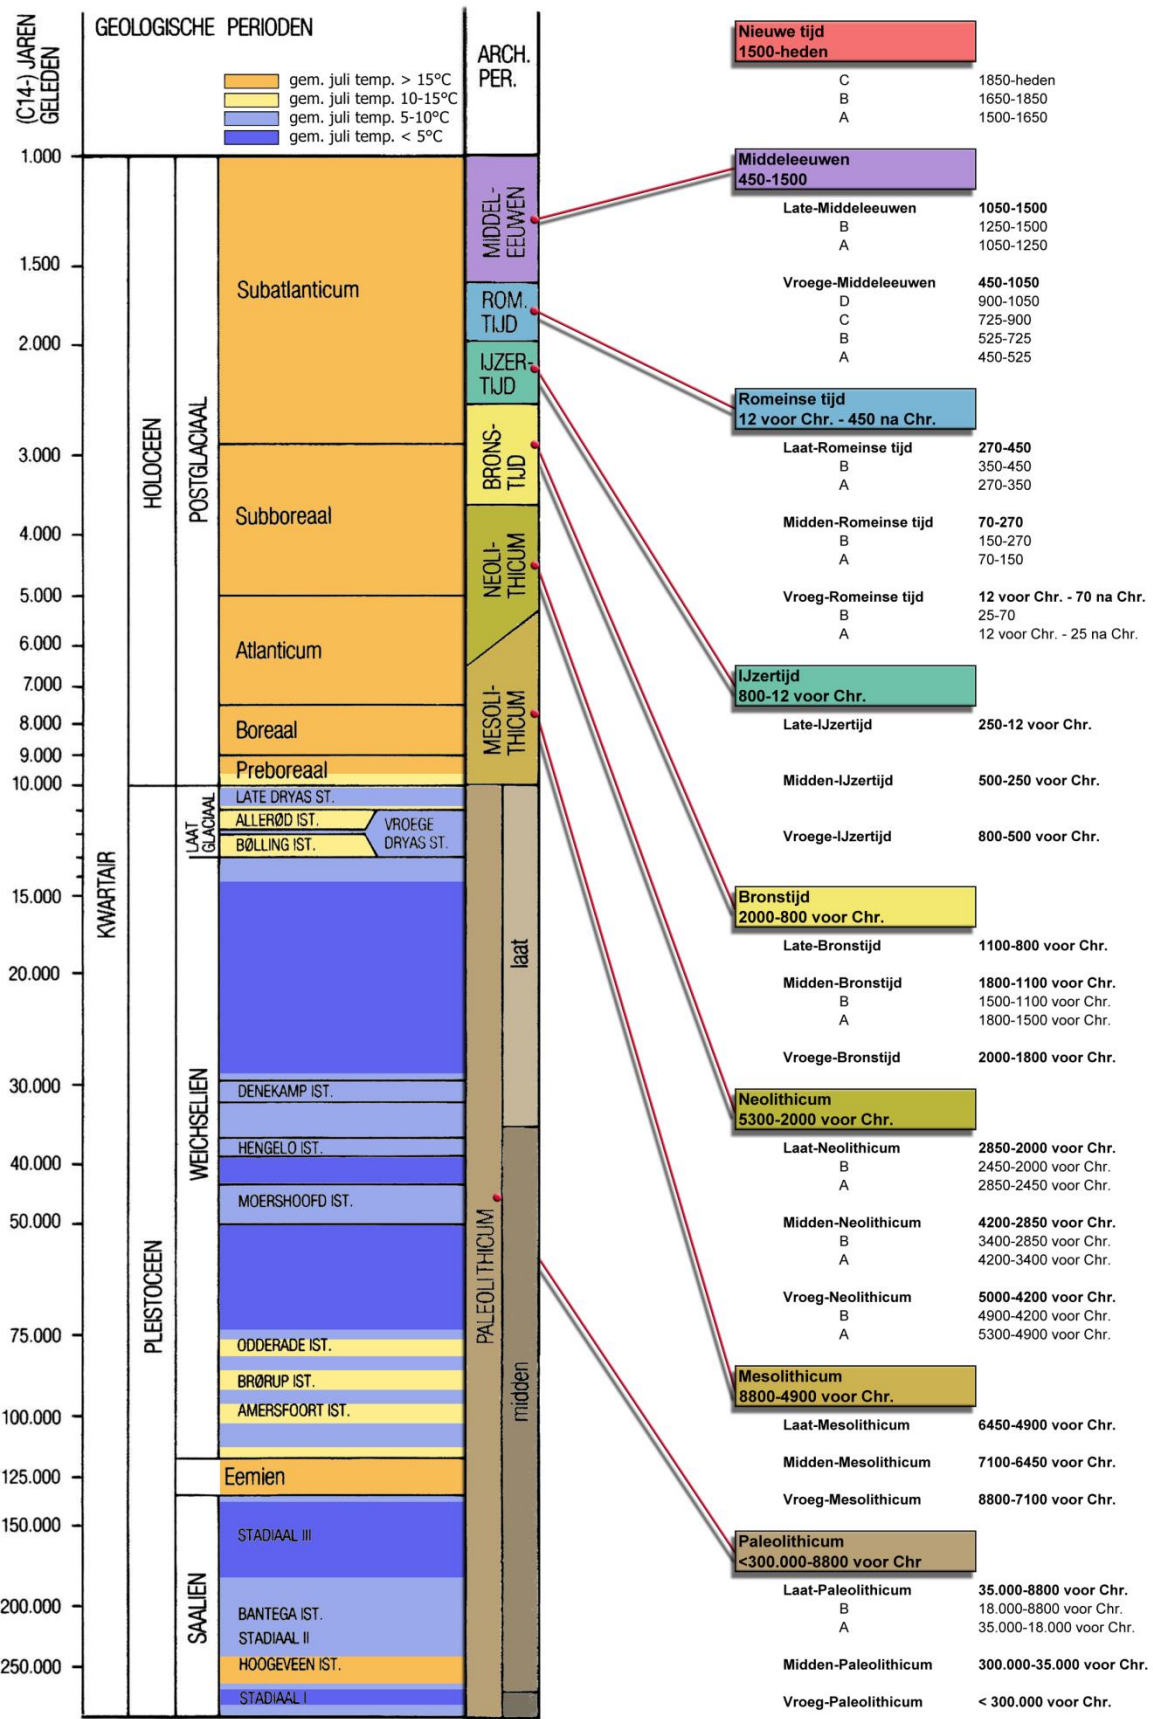 GEOLOGISCHE PERIODEN
(C14-) JAREN
GELEDEN
gem. juli temp. > 15°C
gem. juli temp. 10-15°C
gem. juli temp. 5-10°C
gem. juli temp. < 5°C
ARCH.
PER.
1.000
1.500
2.000
3.000
4.000
5.000
6.000
7.000
8.000
9.000
10.000
15.000
20.000
30.000
40.000
50.000
75.000
100.000
125.000
150.000
200.000
250.000
KWARTAIR
HOLOCEEN
PLEISTOCEEN
POSTGLACIAAL
LAAT
GLACIAAL
WEICHSELIEN
SAALIEN
Subatlanticum
Subboreaal
Atlanticum
Boreaal
Preboreaal
LATE DRYAS ST.
ALLERØD IST.
VROEGE
DRYAS ST.
BØLLING IST.
DENEKAMP IST.
HENGELO IST.
MOERSHOOFD IST.
ODDERADE IST.
BRØRUP IST.
AMERSFOORT IST.
Eemien
STADIAAL III
BANTEGA IST.
STADIAAL II
HOOGEVEEN IST.
STADIAAL I
MIDDEL-
EEUWEN
ROM.
TIJD
IJZER-
TIJD
BRONS-
TIJD
NEOLI-
THICUM
MESOLI-
THICUM
PALEOLITHICUM
laat
midden
Nieuwe tijd
1500-heden
C 1850-heden
B 1650-1850
A 1500-1650
Middeleeuwen
450-1500
Late-Middeleeuwen 1050-1500
B 1250-1500
A 1050-1250
Vroege-Middeleeuwen 450-1050
D 900-1050
C 725-900
B 525-725
A 450-525
Romeinse tijd
12 voor Chr. - 450 na Chr.
Laat-Romeinse tijd 270-450
B 350-450
A 270-350
Midden-Romeinse tijd 70-270
B 150-270
A 70-150
Vroeg-Romeinse tijd 12 voor Chr. - 70 na Chr.
B 25-70
A 12 voor Chr. - 25 na Chr.
IJzertijd
800-12 voor Chr.
Late-IJzertijd 250-12 voor Chr.
Midden-IJzertijd 500-250 voor Chr.
Vroege-IJzertijd 800-500 voor Chr.
Bronstijd
2000-800 voor Chr.
Late-Bronstijd 1100-800 voor Chr.
Midden-Bronstijd 1800-1100 voor Chr.
B 1500-1100 voor Chr.
A 1800-1500 voor Chr.
Vroege-Bronstijd 2000-1800 voor Chr.
Neolithicum
5300-2000 voor Chr.
Laat-Neolithicum 2850-2000 voor Chr.
B 2450-2000 voor Chr.
A 2850-2450 voor Chr.
Midden-Neolithicum 4200-2850 voor Chr.
B 3400-2850 voor Chr.
A 4200-3400 voor Chr.
Vroeg-Neolithicum 5000-4200 voor Chr.
B 4900-4200 voor Chr.
A 5300-4900 voor Chr.
Mesolithicum
8800-4900 voor Chr.
Laat-Mesolithicum 6450-4900 voor Chr.
Midden-Mesolithicum 7100-6450 voor Chr.
Vroeg-Mesolithicum 8800-7100 voor Chr.
Paleolithicum
<300.000-8800 voor Chr
Laat-Paleolithicum 35.000-8800 voor Chr.
B 18.000-8800 voor Chr.
A 35.000-18.000 voor Chr.
Midden-Paleolithicum 300.000-35.000 voor Chr.
Vroeg-Paleolithicum < 300.000 voor Chr.